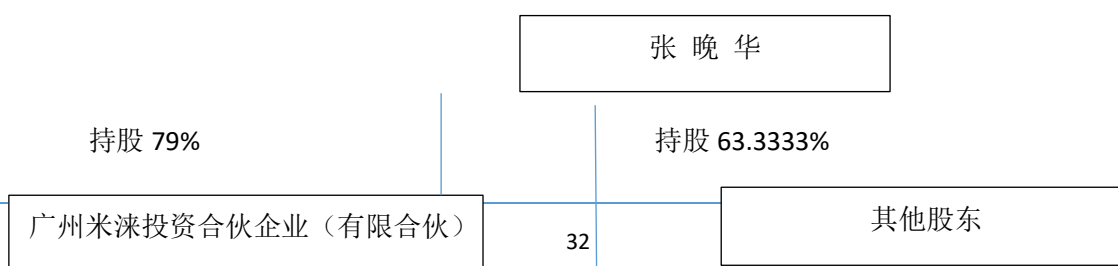 张 晚 华
持股 79%
持股 63.3333%
广州米涞投资合伙企业（有限合伙）
其他股东
32